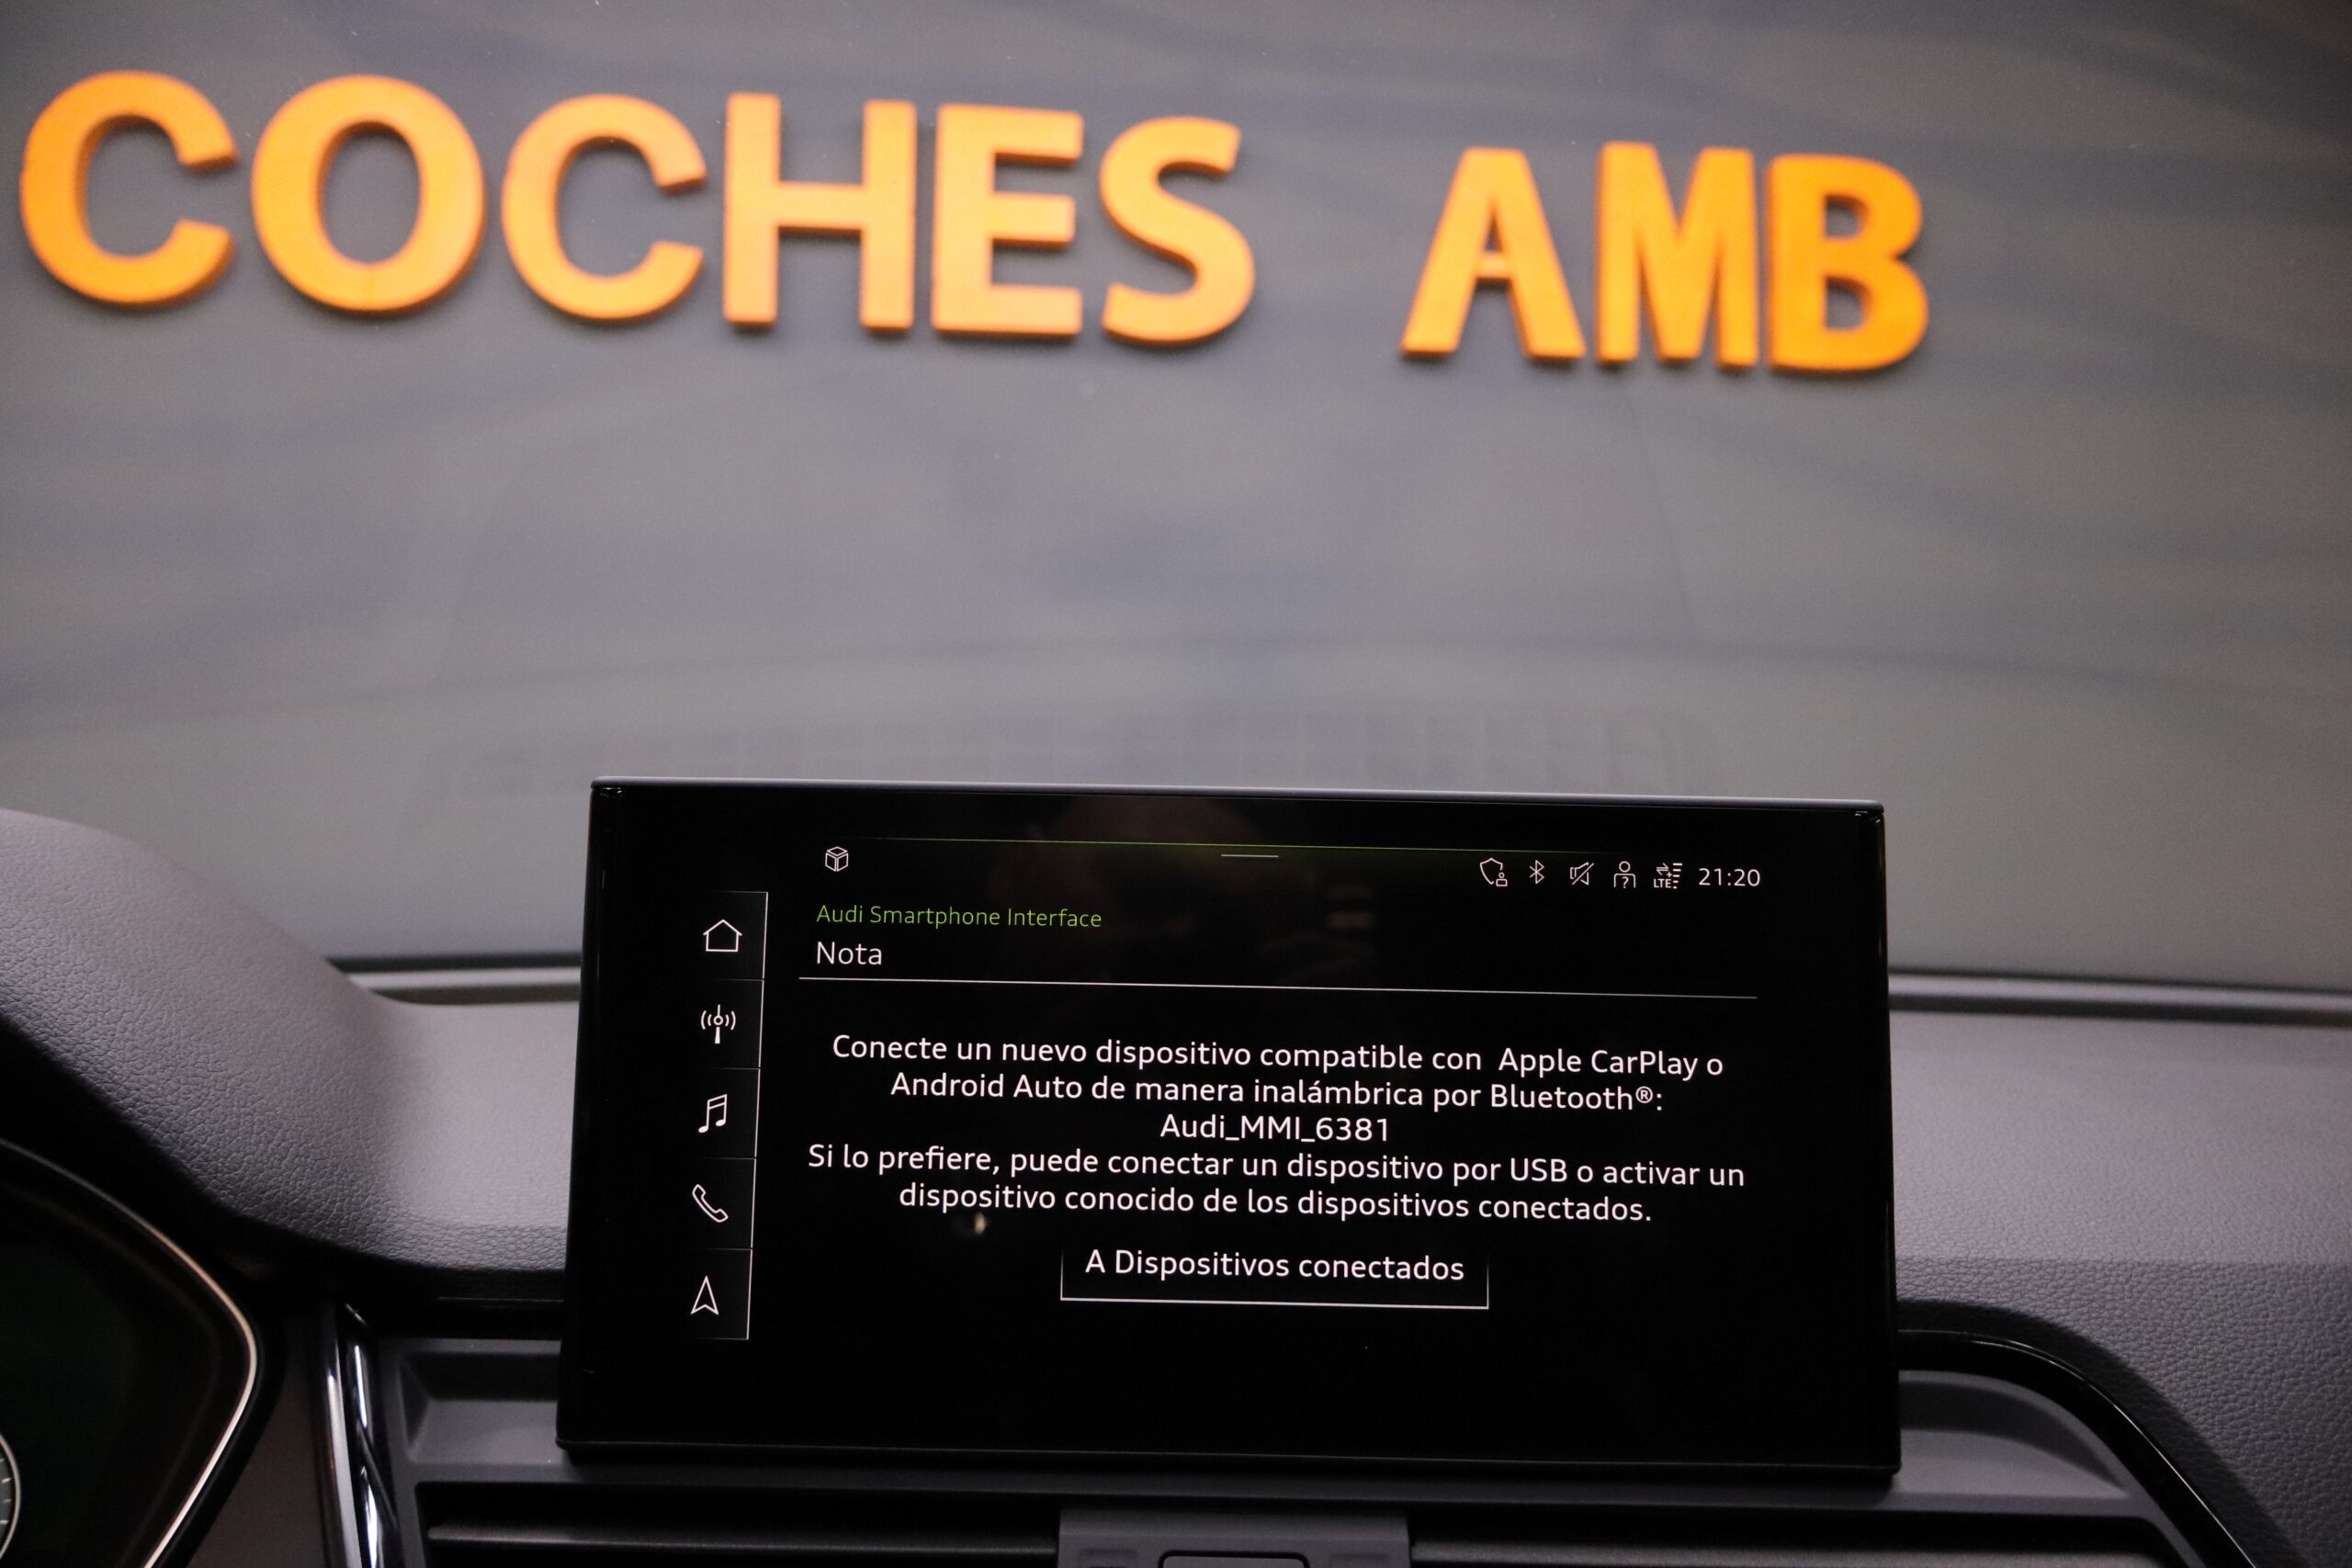 COCHES AMB
LTE 21:20
Audi Smartphone Interface
Nota
Conecte un nuevo dispositivo compatible con Apple CarPlay o
Android Auto de manera inalámbrica por Bluetooth®:
Audi_MMI_6381
Si lo prefiere, puede conectar un dispositivo por USB o activar un
dispositivo conocido de los dispositivos conectados.
A Dispositivos conectados